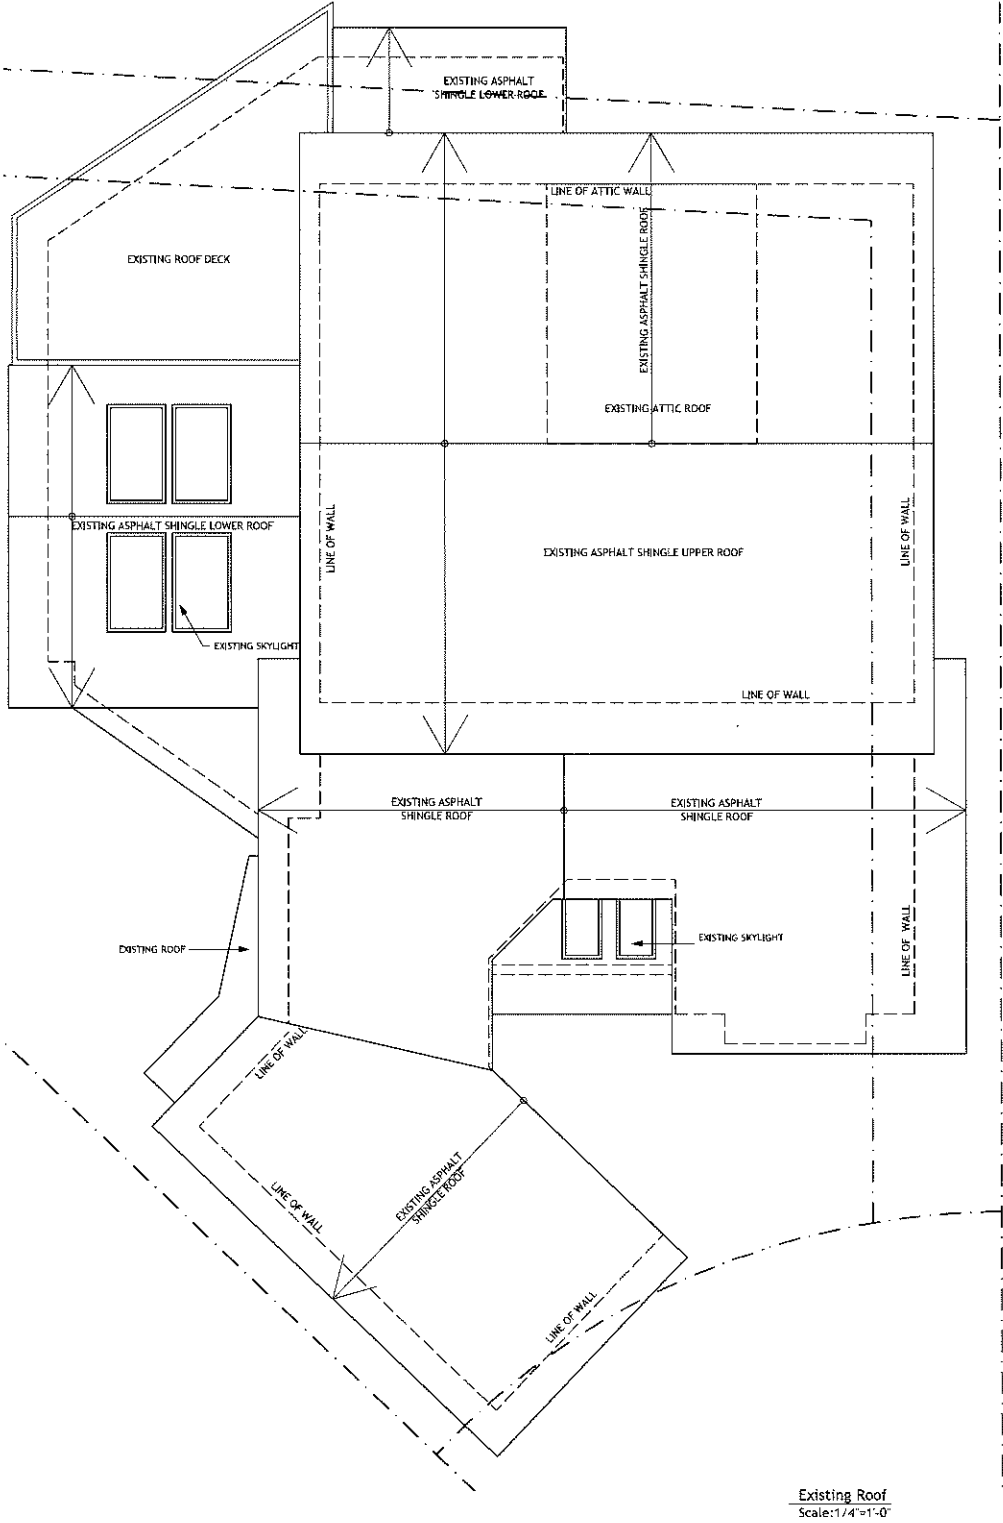 EXISTING ASPHALT
SHINGLE LOWER ROOF
LINE OF ATTIC WALL
EXISTING ROOF DECK
EXISTING ASPHALT SHINGLE ROOF
EXISTING ATTIC ROOF
EXISTING ASPHALT SHINGLE LOWER ROOF
LINE OF WALL
EXISTING ASPHALT SHINGLE UPPER ROOF
LINE OF WALL
EXISTING SKYLIGHT
LINE OF WALL
EXISTING ASPHALT
SHINGLE ROOF
EXISTING ASPHALT
SHINGLE ROOF
EXISTING ROOF
EXISTING SKYLIGHT
LINE OF WALL
LINE OF WALL
LINE OF WALL
EXISTING ASPHALT
SHINGLE ROOF
LINE OF WALL
Existing Roof
Scale:1/4"=1'-0"